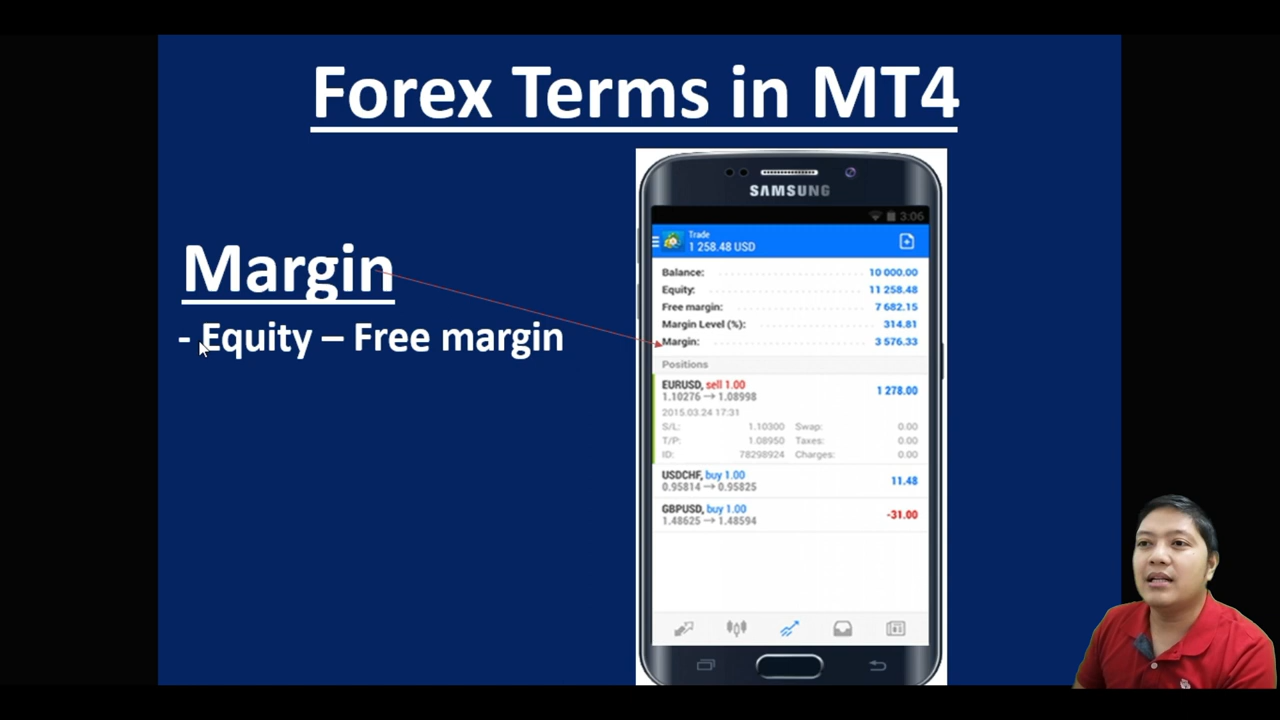 Forex Terms in MT4
Margin
- Equity – Free margin
SAMSUNG
3:06
Trade
1 258.48 USD
Balance: 10 000.00
Equity: 11 258.48
Free margin: 7 682.15
Margin Level (%): 314.81
Margin: 3 576.33
Positions
EURUSD, sell 1.00
1.10276 → 1.08998 1 278.00
2015.03.24 17:31
S/L: 1.10300 Swap: 0.00
T/P: 1.08950 Taxes: 0.00
ID: 78298924 Charges: 0.00
USDCHF, buy 1.00
0.95814 → 0.95825 11.48
GBPUSD, buy 1.00
1.48625 → 1.48594 -31.00